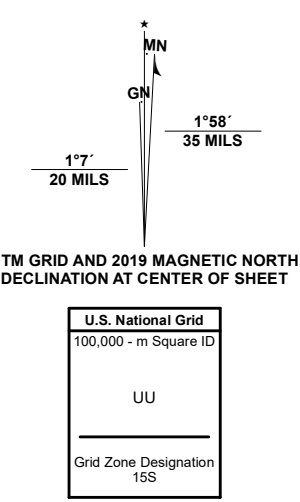 ★
MN
GN
1°58´
35 MILS
1°7´
20 MILS
TM GRID AND 2019 MAGNETIC NORTH
DECLINATION AT CENTER OF SHEET
U.S. National Grid
100,000 - m Square ID
UU
Grid Zone Designation
15S